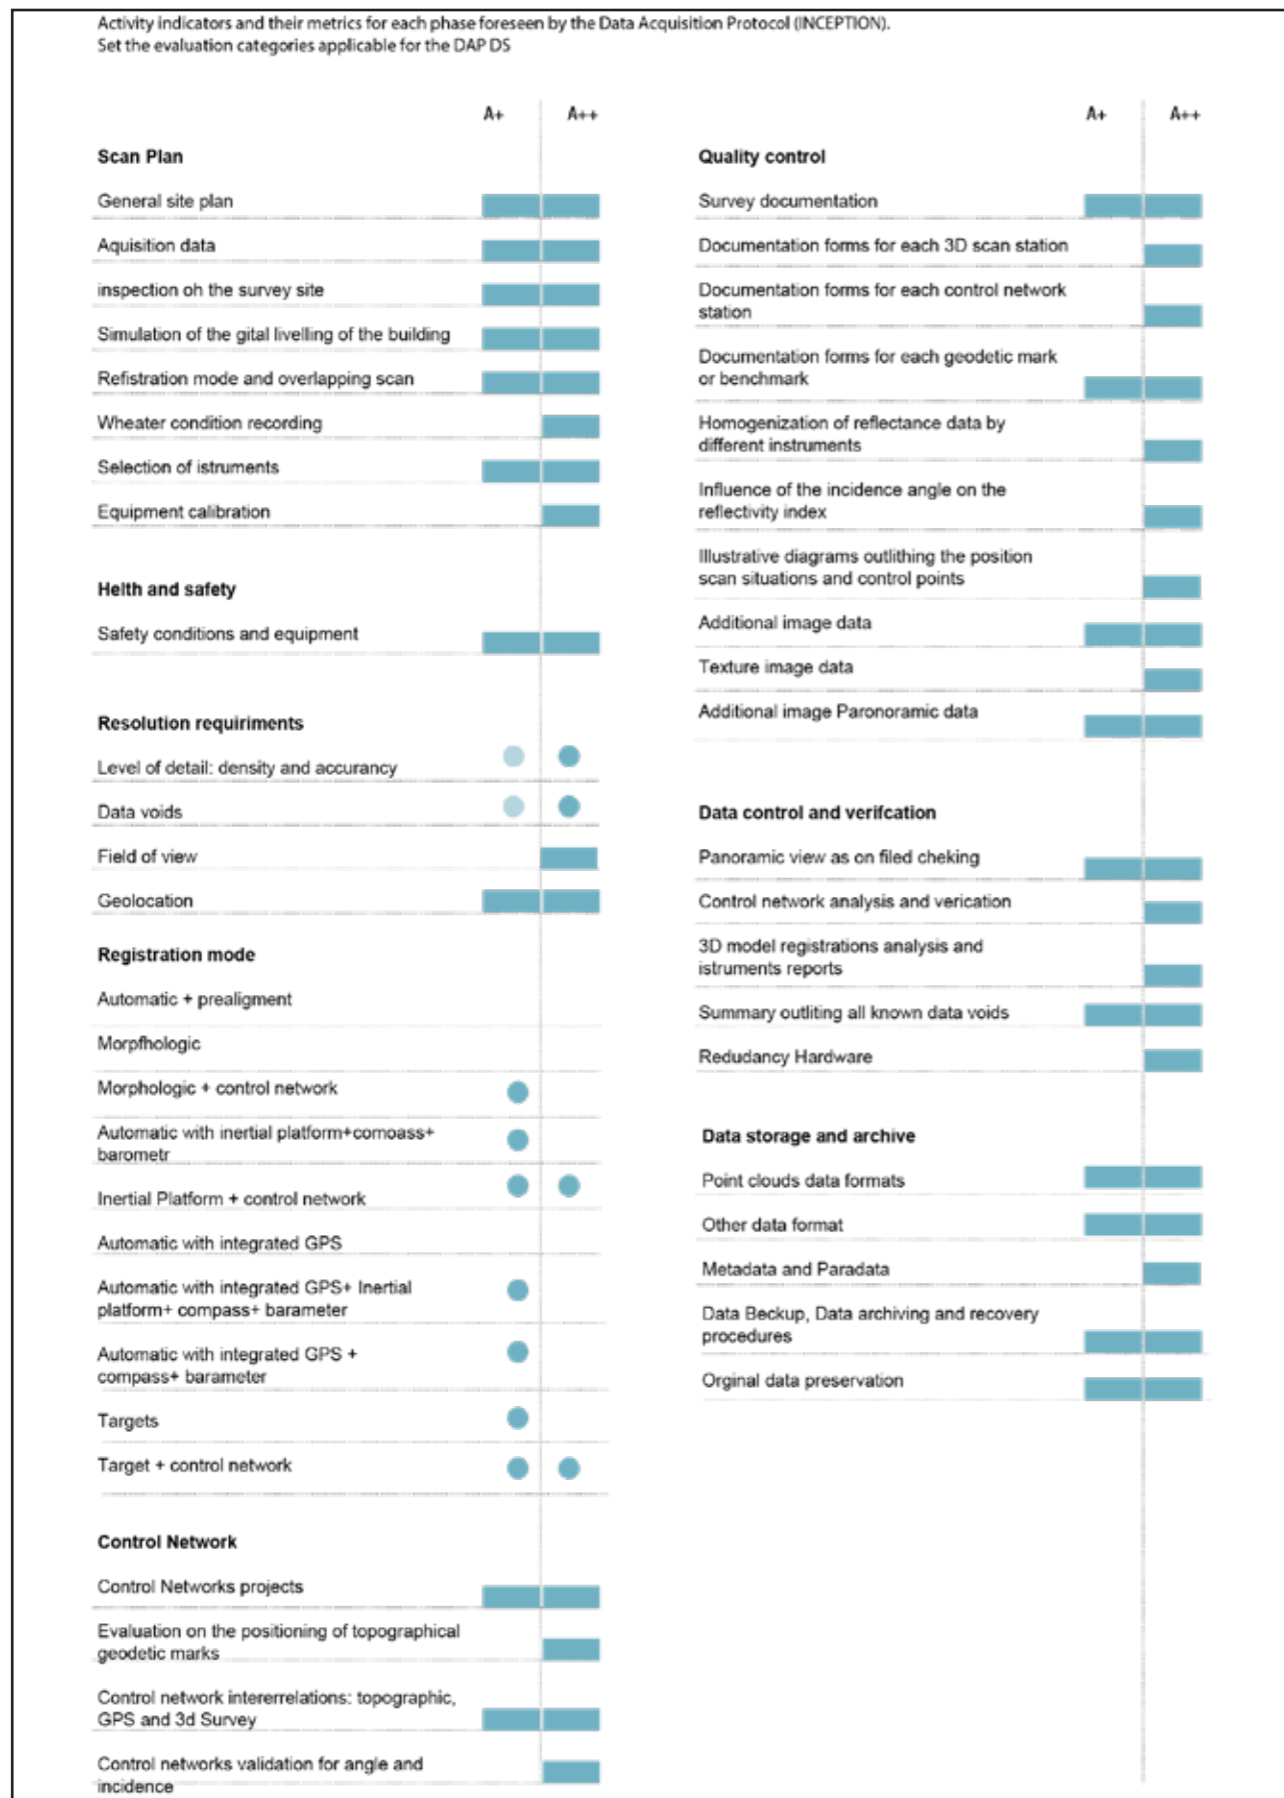 Activity indicators and their metrics for each phase foreseen by the Data Acquisition Protocol (INCEPTION).
Set the evaluation categories applicable for the DAP DS
A+ A++
Scan Plan
General site plan
Aquisition data
inspection oh the survey site
Simulation of the gital livelling of the building
Refistration mode and overlapping scan
Wheater condition recording
Selection of istruments
Equipment calibration
Helth and safety
Safety conditions and equipment
Resolution requiriments
Level of detail: density and accurancy
Data voids
Field of view
Geolocation
Registration mode
Automatic + prealigment
Morpfhologic
Morphologic + control network
Automatic with inertial platform+comoass+
barometr
Inertial Platform + control network
Automatic with integrated GPS
Automatic with integrated GPS+ Inertial
platform+ compass+ barameter
Automatic with integrated GPS +
compass+ barameter
Targets
Target + control network
Control Network
Control Networks projects
Evaluation on the positioning of topographical
geodetic marks
Control network intererrelations: topographic,
GPS and 3d Survey
Control networks validation for angle and
incidence
A+ A++
Quality control
Survey documentation
Documentation forms for each 3D scan station
Documentation forms for each control network
station
Documentation forms for each geodetic mark
or benchmark
Homogenization of reflectance data by
different instruments
Influence of the incidence angle on the
reflectivity index
Illustrative diagrams outlithing the position
scan situations and control points
Additional image data
Texture image data
Additional image Paronoramic data
Data control and verifcation
Panoramic view as on filed cheking
Control network analysis and verication
3D model registrations analysis and
istruments reports
Summary outliting all known data voids
Redudancy Hardware
Data storage and archive
Point clouds data formats
Other data format
Metadata and Paradata
Data Beckup, Data archiving and recovery
procedures
Orginal data preservation